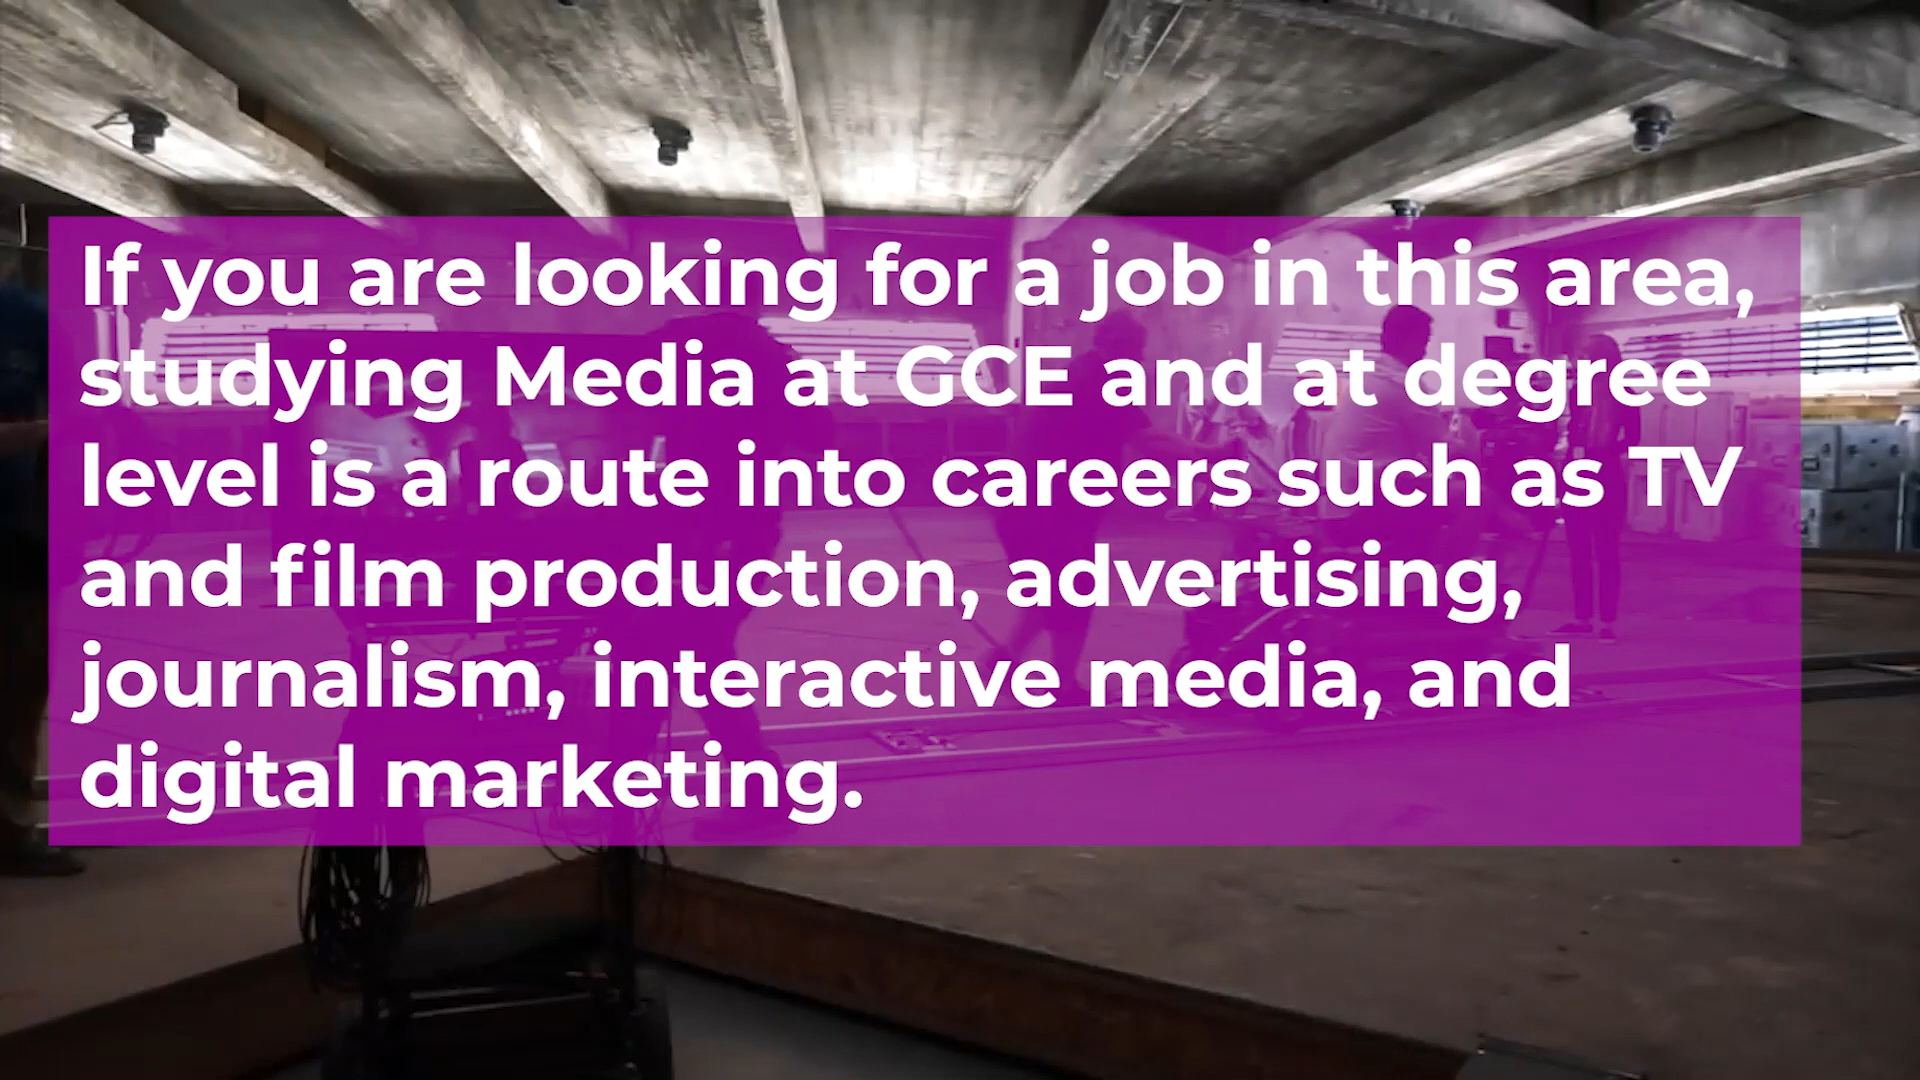 If you are looking for a job in this area,
studying Media at GCE and at degree
level is a route into careers such as TV
and film production, advertising,
journalism, interactive media, and
digital marketing.